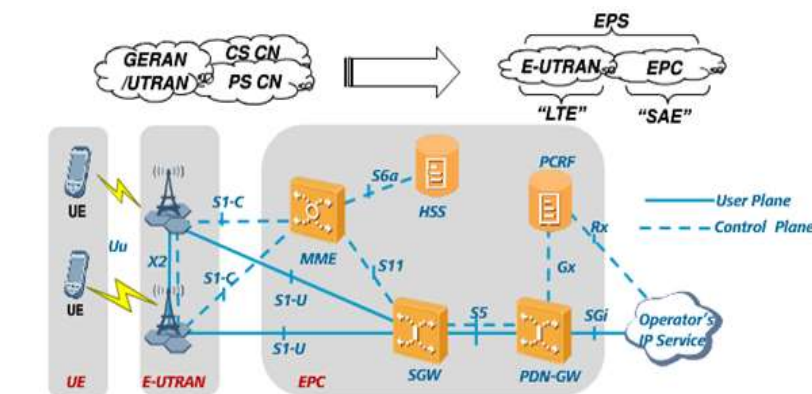 EPS
GERAN
/UTRAN
CS CN
PS CN
E-UTRAN
EPC
"LTE"
"SAE"
UE
UE
Uu
X2
S1-C
S1-C
S1-U
S1-U
MME
S6a
HSS
S11
SGW
S5
PCRF
Gx
Rx
PDN-GW
SGi
Operator's
IP Service
User Plane
Control Plane
UE
E-UTRAN
EPC